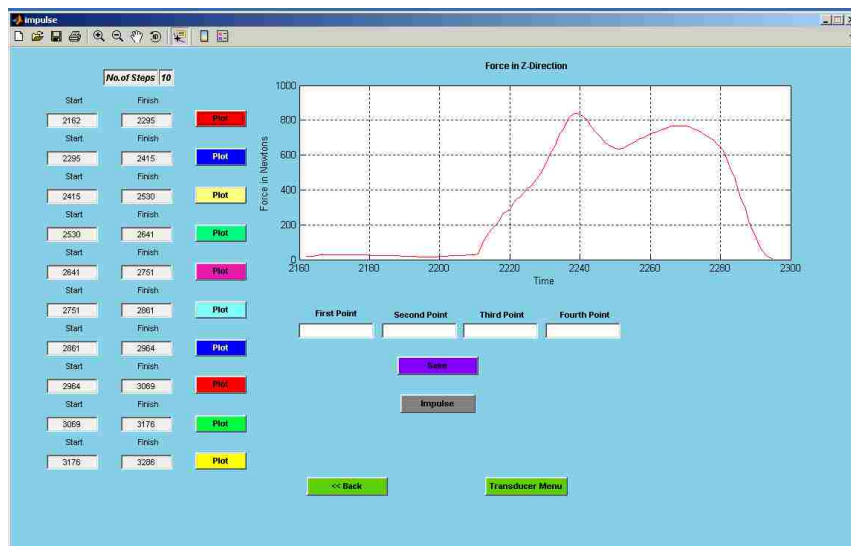 impulse
No.of Steps 10
Start Finish
2162 2295 Plot
Start Finish
2295 2415 Plot
Start Finish
2415 2530 Plot
Start Finish
2530 2641 Plot
Start Finish
2641 2751 Plot
Start Finish
2751 2861 Plot
Start Finish
2861 2964 Plot
Start Finish
2964 3069 Plot
Start Finish
3069 3176 Plot
Start Finish
3176 3286 Plot
Force in Z-Direction
Force in Newtons
1000
800
600
400
200
0
2160 2180 2200 2220 2240 2260 2280 2300
Time
First Point Second Point Third Point Fourth Point
Save
Impulse
<< Back Transducer Menu